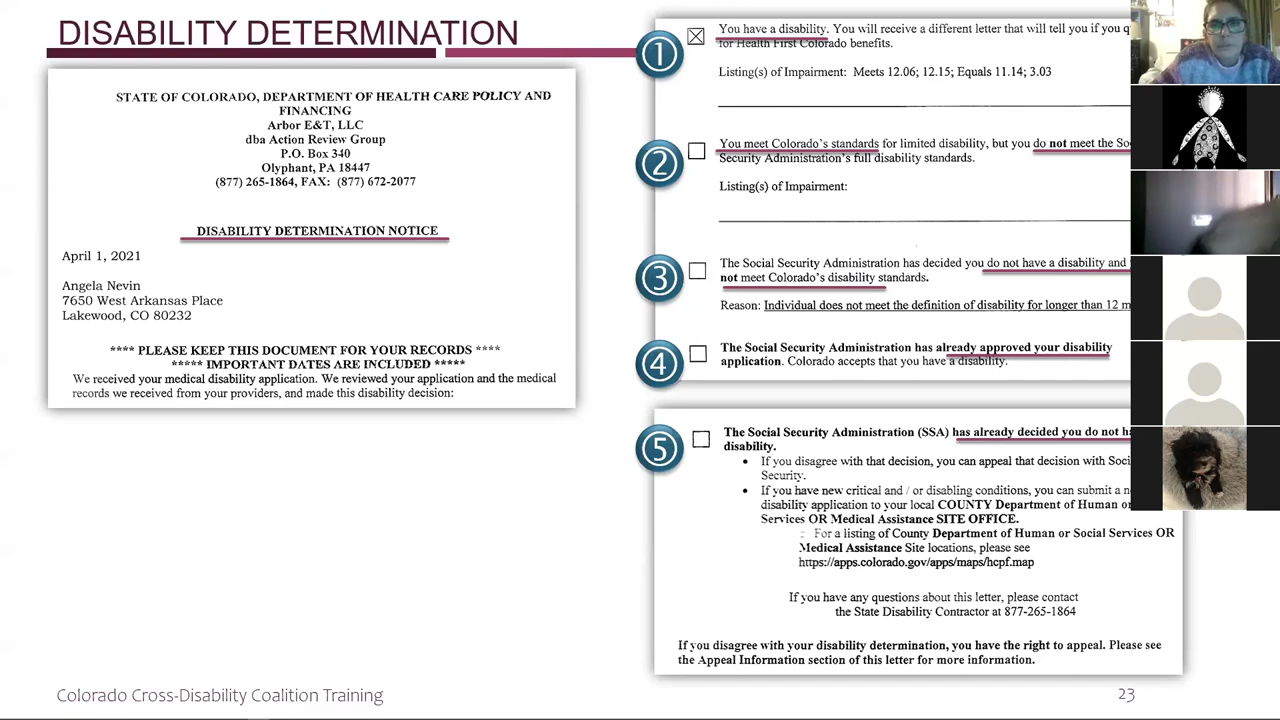 DISABILITY DETERMINATION
STATE OF COLORADO, DEPARTMENT OF HEALTH CARE POLICY AND
FINANCING
Arbor E&T, LLC
dba Action Review Group
P.O. Box 340
Olyphant, PA 18447
(877) 265-1864, FAX: (877) 672-2077
DISABILITY DETERMINATION NOTICE
April 1, 2021
Angela Nevin
7650 West Arkansas Place
Lakewood, CO 80232
**** PLEASE KEEP THIS DOCUMENT FOR YOUR RECORDS ****
***** IMPORTANT DATES ARE INCLUDED *****
We received your medical disability application. We reviewed your application and the medical
records we received from your providers, and made this disability decision:
1
You have a disability. You will receive a different letter that will tell you if you q
for Health First Colorado benefits.
Listing(s) of Impairment: Meets 12.06; 12.15; Equals 11.14; 3.03
2
You meet Colorado's standards for limited disability, but you do not meet the Soc
Security Administration's full disability standards.
Listing(s) of Impairment:
3
The Social Security Administration has decided you do not have a disability and
not meet Colorado's disability standards.
Reason: Individual does not meet the definition of disability for longer than 12 m
4
The Social Security Administration has already approved your disability
application. Colorado accepts that you have a disability.
5
The Social Security Administration (SSA) has already decided you do not ha
disability.
• If you disagree with that decision, you can appeal that decision with Soci
Security.
• If you have new critical and / or disabling conditions, you can submit a n
disability application to your local COUNTY Department of Human or
Services OR Medical Assistance SITE OFFICE.
For a listing of County Department of Human or Social Services OR
Medical Assistance Site locations, please see
https://apps.colorado.gov/apps/maps/hcpf.map
If you have any questions about this letter, please contact
the State Disability Contractor at 877-265-1864
If you disagree with your disability determination, you have the right to appeal. Please see
the Appeal Information section of this letter for more information.
Colorado Cross-Disability Coalition Training
23